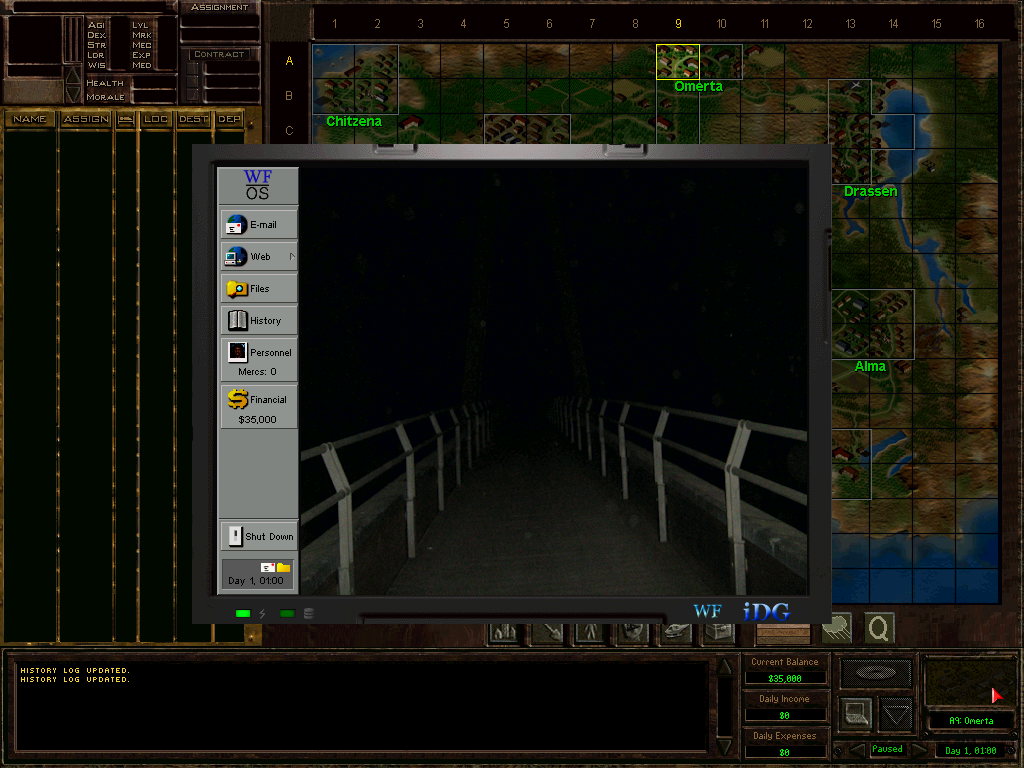 ASSIGNMENT
AGI LVL
DEX MRK
STR MEC
LDR EXP
WIS MED
CONTRACT
HEALTH
MORALE
NAME ASSIGN LOC DEST DEP
1 2 3 4 5 6 7 8 9 10 11 12 13 14 15 16
A
B
C
Omerta
Chitzena
Drassen
Alma
WF
OS
E-mail
Web
Files
History
Personnel
Mercs: 0
Financial
$35,000
Shut Down
Day 1, 01:00
WF iDG
Q
HISTORY LOG UPDATED.
HISTORY LOG UPDATED.
Current Balance
$35,000
Daily Income
$0
Daily Expenses
$0
A9: Omerta
Paused
Day 1, 01:00